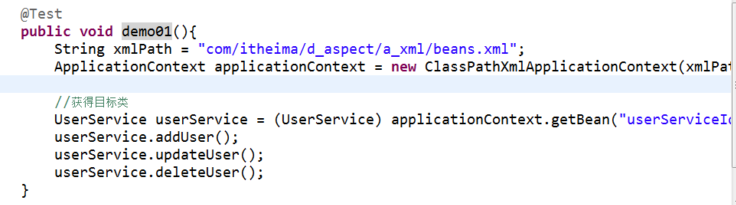 @Test
public void demo01(){
String xmlPath = "com/itheima/d_aspect/a_xml/beans.xml";
ApplicationContext applicationContext = new ClassPathXmlApplicationContext(xmlPat
//获得目标类
UserService userService = (UserService) applicationContext.getBean("userServiceId
userService.addUser();
userService.updateUser();
userService.deleteUser();
}